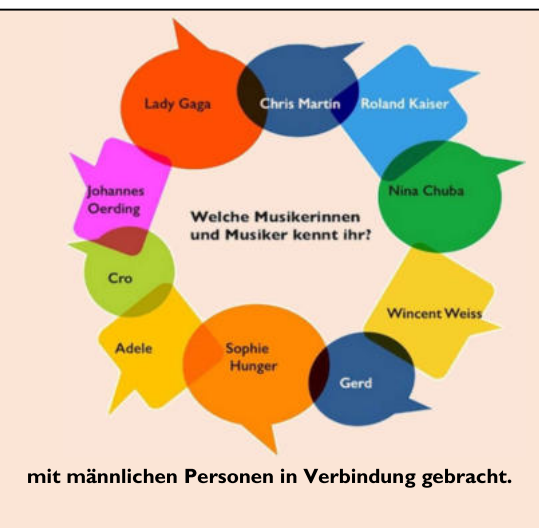 Lady Gaga
Chris Martin
Roland Kaiser
Johannes
Oerding
Nina Chuba
Welche Musikerinnen
und Musiker kennt ihr?
Cro
Wincent Weiss
Adele
Sophie
Hunger
Gerd
mit männlichen Personen in Verbindung gebracht.